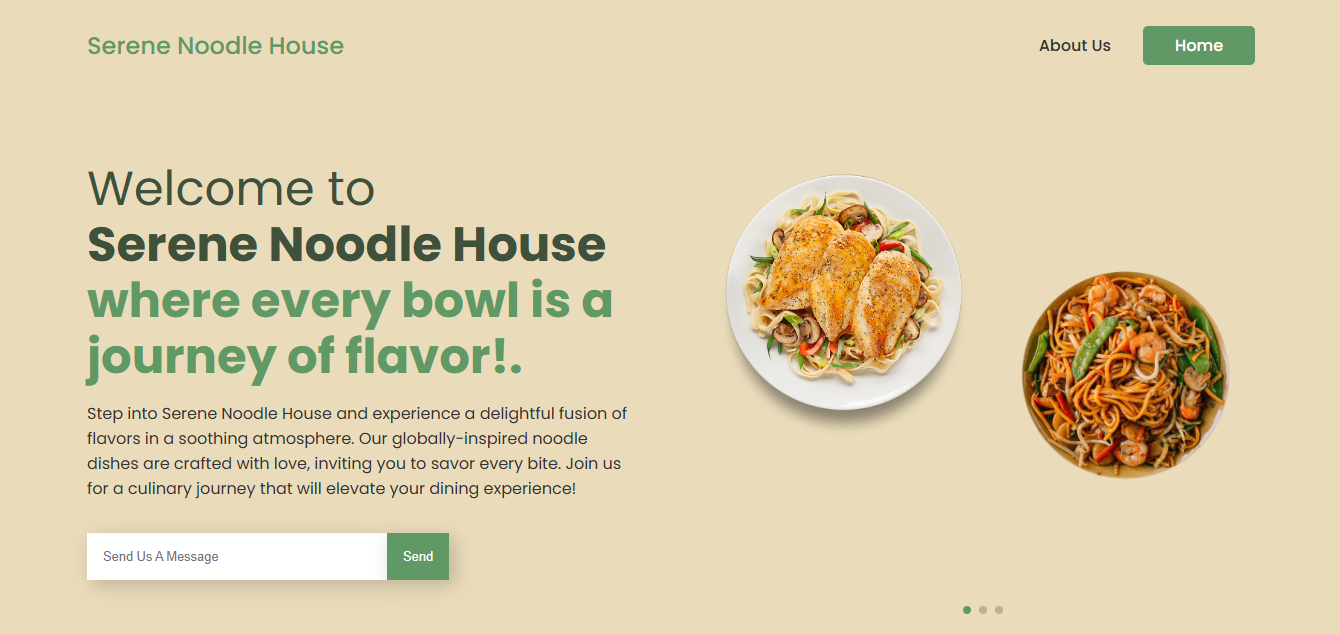 Serene Noodle House
About Us
Home
Welcome to
Serene Noodle House
where every bowl is a
journey of flavor!.
Step into Serene Noodle House and experience a delightful fusion of
flavors in a soothing atmosphere. Our globally-inspired noodle
dishes are crafted with love, inviting you to savor every bite. Join us
for a culinary journey that will elevate your dining experience!
Send Us A Message
Send